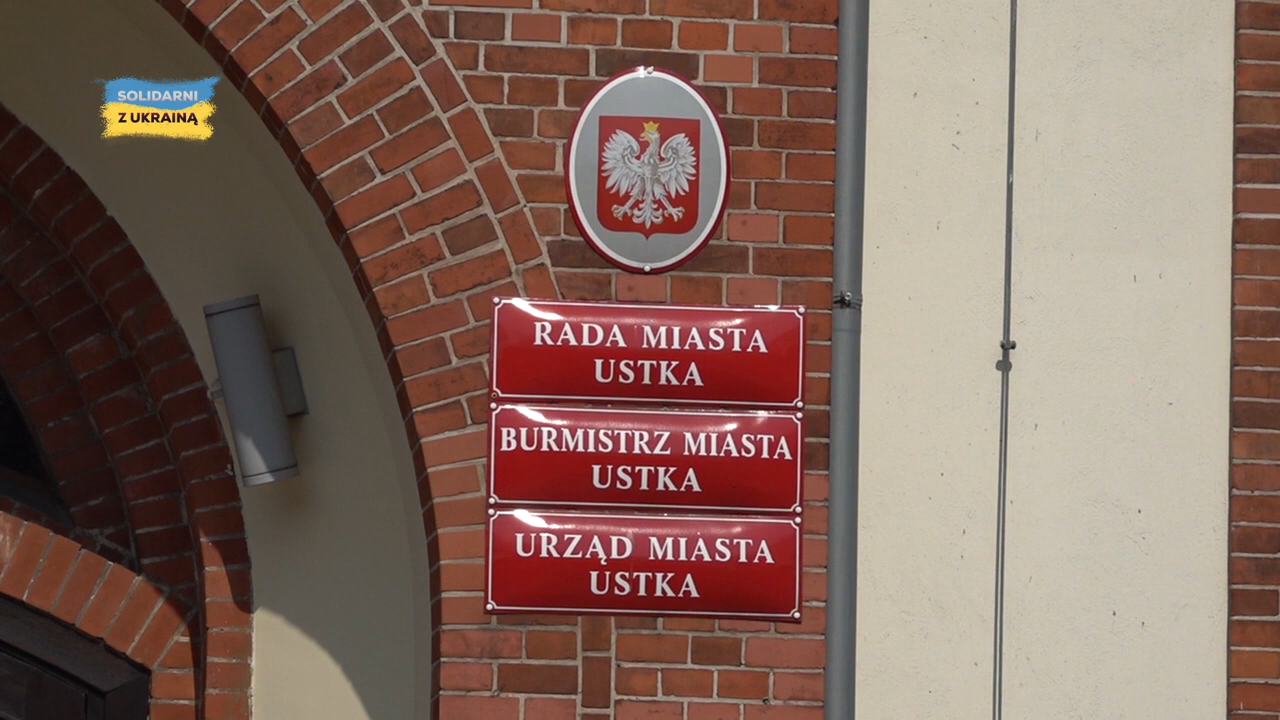 SOLIDARNI
Z UKRAINĄ
RADA MIASTA
USTKA
BURMISTRZ MIASTA
USTKA
URZĄD MIASTA
USTKA